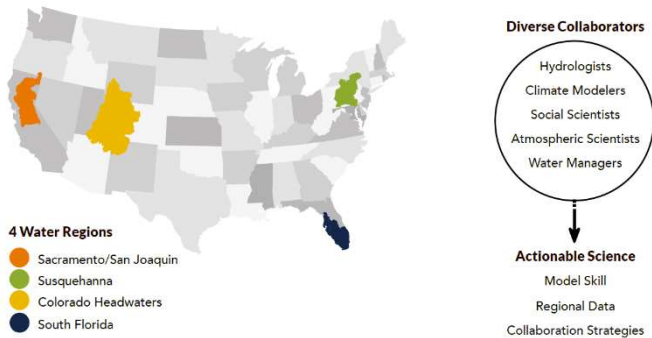 4 Water Regions
Sacramento/San Joaquin
Susquehanna
Colorado Headwaters
South Florida
Diverse Collaborators
Hydrologists
Climate Modelers
Social Scientists
Atmospheric Scientists
Water Managers
Actionable Science
Model Skill
Regional Data
Collaboration Strategies